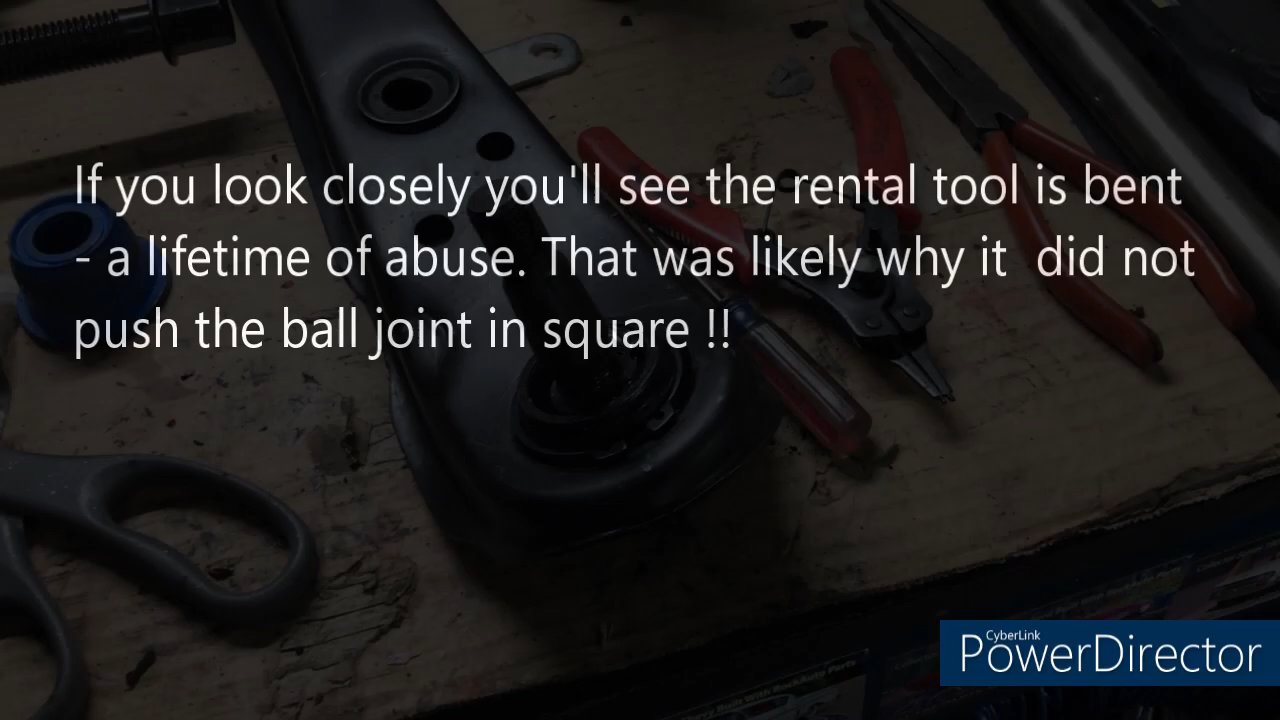 If you look closely you'll see the rental tool is bent
- a lifetime of abuse. That was likely why it  did not
push the ball joint in square !!
CyberLink
PowerDirector